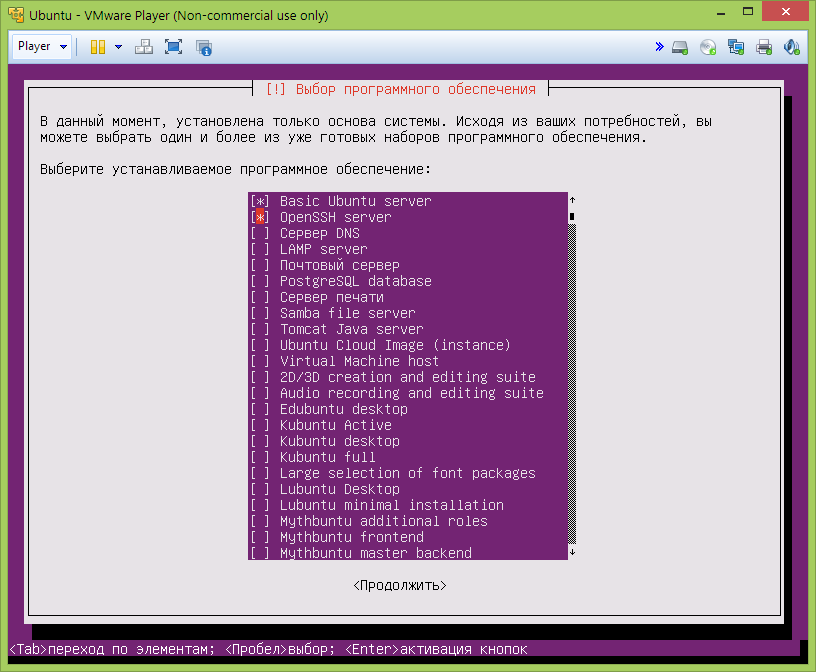 Ubuntu - VMware Player (Non-commercial use only)
Player
[!] Выбор программного обеспечения
В данный момент, установлена только основа системы. Исходя из ваших потребностей, вы
можете выбрать один и более из уже готовых наборов программного обеспечения.
Выберите устанавливаемое программное обеспечение:
[*] Basic Ubuntu server
[*] OpenSSH server
[ ] Сервер DNS
[ ] LAMP server
[ ] Почтовый сервер
[ ] PostgreSQL database
[ ] Сервер печати
[ ] Samba file server
[ ] Tomcat Java server
[ ] Ubuntu Cloud Image (instance)
[ ] Virtual Machine host
[ ] 2D/3D creation and editing suite
[ ] Audio recording and editing suite
[ ] Edubuntu desktop
[ ] Kubuntu Active
[ ] Kubuntu desktop
[ ] Kubuntu full
[ ] Large selection of font packages
[ ] Lubuntu Desktop
[ ] Lubuntu minimal installation
[ ] Mythbuntu additional roles
[ ] Mythbuntu frontend
[ ] Mythbuntu master backend
<Продолжить>
<Tab>переход по элементам; <Пробел>выбор; <Enter>активация кнопок